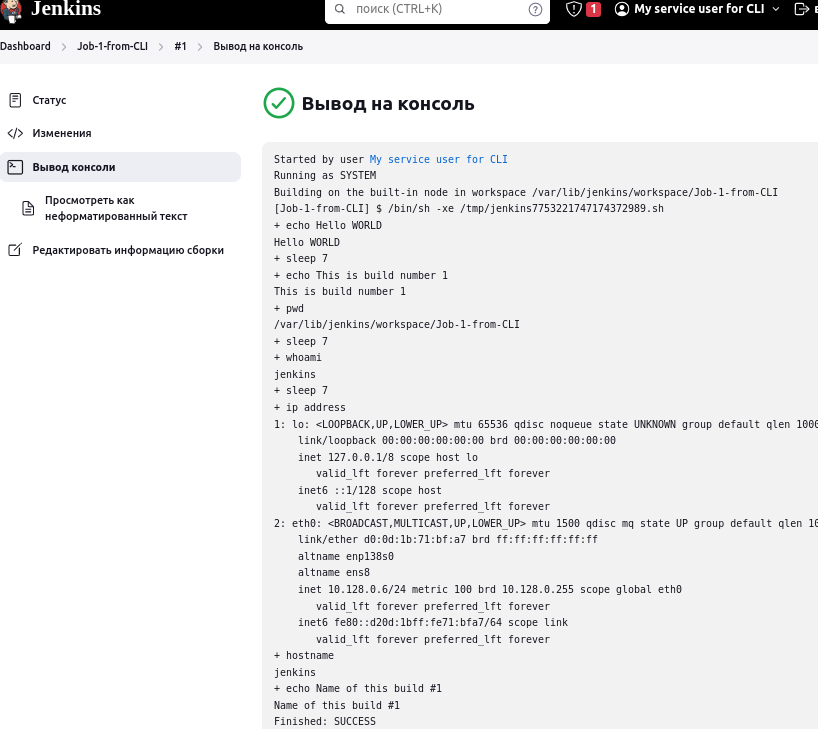 Jenkins
поиск (CTRL+K)
?
1
My service user for CLI
Dashboard
Job-1-from-CLI
#1
Вывод на консоль
Статус
Изменения
Вывод консоли
Просмотреть как
неформатированный текст
Редактировать информацию сборки
Вывод на консоль
Started by user My service user for CLI
Running as SYSTEM
Building on the built-in node in workspace /var/lib/jenkins/workspace/Job-1-from-CLI
[Job-1-from-CLI] $ /bin/sh -xe /tmp/jenkins7753221747174372989.sh
+ echo Hello WORLD
Hello WORLD
+ sleep 7
+ echo This is build number 1
This is build number 1
+ pwd
/var/lib/jenkins/workspace/Job-1-from-CLI
+ sleep 7
+ whoami
jenkins
+ sleep 7
+ ip address
1: lo: <LOOPBACK,UP,LOWER_UP> mtu 65536 qdisc noqueue state UNKNOWN group default qlen 1000
link/loopback 00:00:00:00:00:00 brd 00:00:00:00:00:00
inet 127.0.0.1/8 scope host lo
valid_lft forever preferred_lft forever
inet6 ::1/128 scope host
valid_lft forever preferred_lft forever
2: eth0: <BROADCAST,MULTICAST,UP,LOWER_UP> mtu 1500 qdisc mq state UP group default qlen 10
link/ether d0:0d:1b:71:bf:a7 brd ff:ff:ff:ff:ff:ff
altname enp138s0
altname ens8
inet 10.128.0.6/24 metric 100 brd 10.128.0.255 scope global eth0
valid_lft forever preferred_lft forever
inet6 fe80::d20d:1bff:fe71:bfa7/64 scope link
valid_lft forever preferred_lft forever
+ hostname
jenkins
+ echo Name of this build #1
Name of this build #1
Finished: SUCCESS